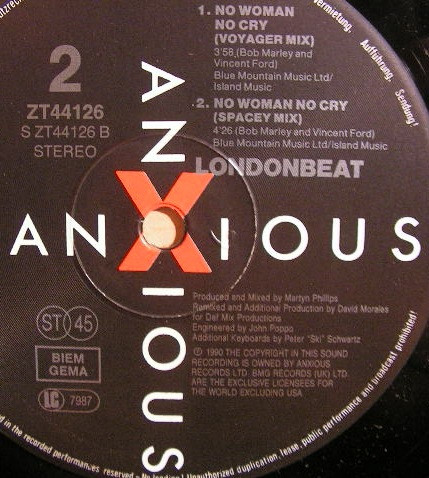 1. NO WOMAN
NO CRY
(VOYAGER MIX)
3'58,(Bob Marley and
Vincent Ford)
Blue Mountain Music Ltd/
Island Music
2. NO WOMAN NO CRY
(SPACEY MIX)
4'26 (Bob Marley and Vincent Ford)
Blue Mountain Music Ltd/Island Music
LONDONBEAT
2
ZT44126
S ZT44126 B
STEREO
ANXIOUS
ANXIOUS
Produced and Mixed by Martyn Phillips
Remixed and Additional Production by David Morales
for Def Mix Productions
Engineered by John Poppo
Additional Keyboards by Peter "Ski" Schwartz
ST 45
BIEM
GEMA
LC 7987
Ⓟ 1990 THE COPYRIGHT IN THIS SOUND
RECORDING IS OWNED BY ANXIOUS
RECORDS LTD. BMG RECORDS (UK) LTD.
ARE THE EXCLUSIVE LICENSEES FOR
THE WORLD EXCLUDING USA
Vermietung, Aufführung, Sendung!
in the recorded performances reserved - No lending! Unauthorized duplication, lease, public performance and broadcast prohibited!